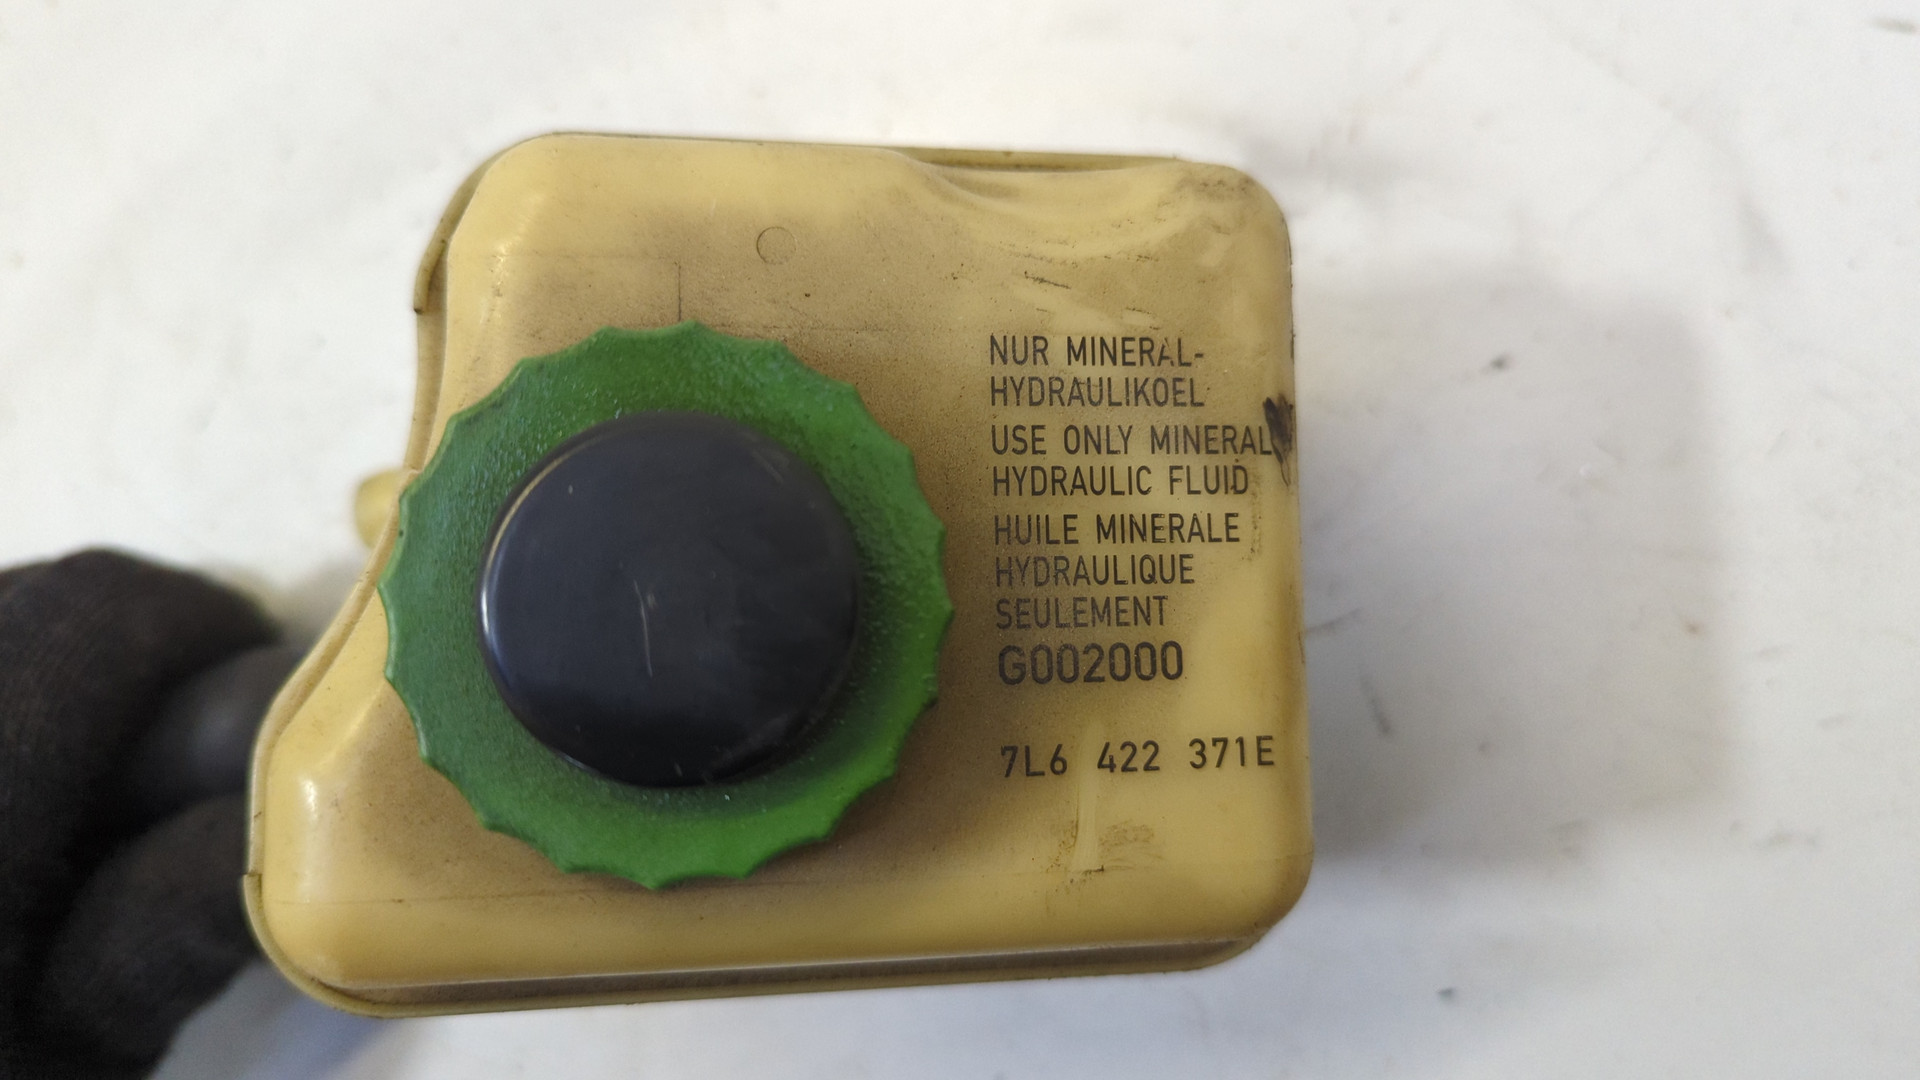 NUR MINERAL-
HYDRAULIKOEL
USE ONLY MINERAL
HYDRAULIC FLUID
HUILE MINERALE
HYDRAULIQUE
SEULEMENT
G002000
7L6 422 371E